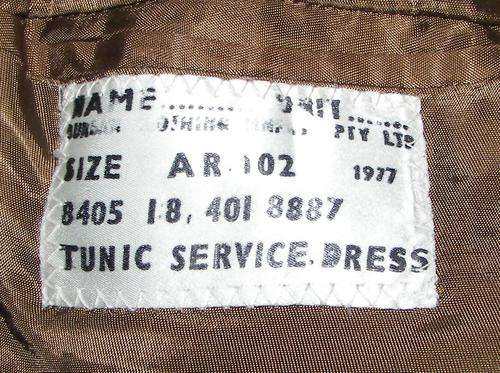 NAME........ UNIT.......
PTY LTD
SIZE AR 102 1977
8405 18, 401 8887
TUNIC SERVICE. DRESS